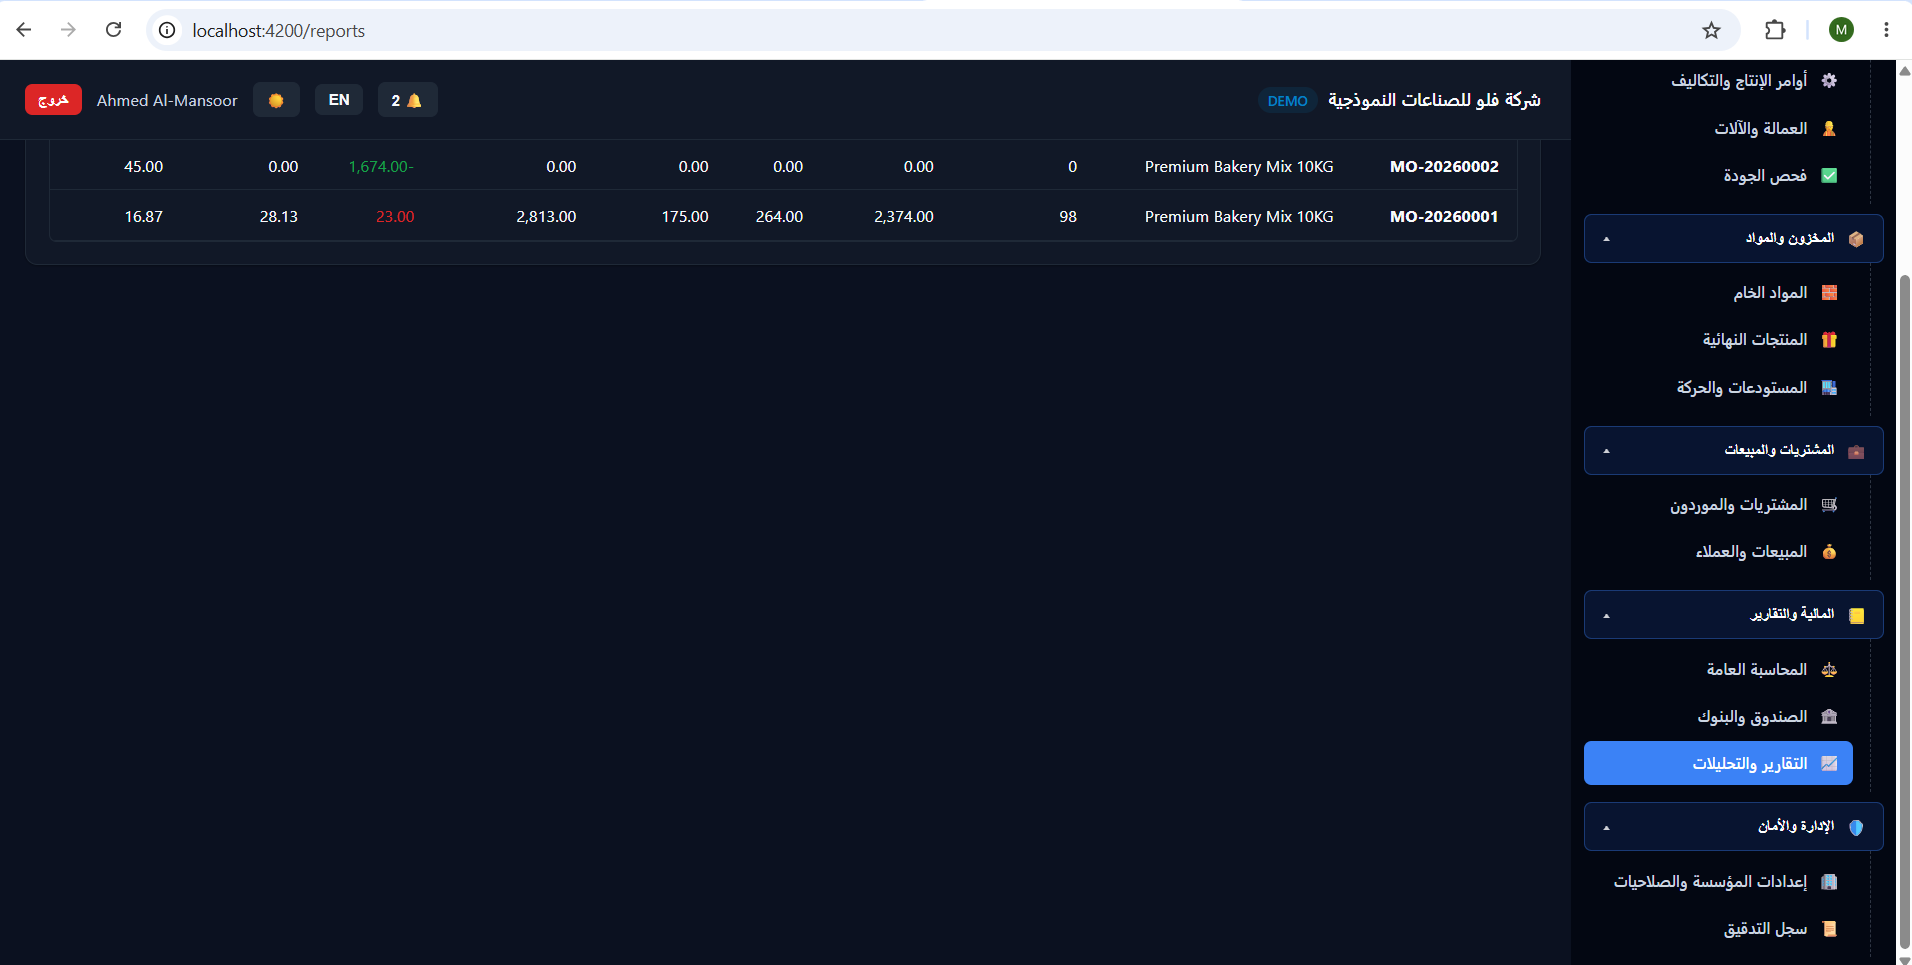 localhost:4200/reports
M
شركة فلو للصناعات النموذجية DEMO
2
EN
Ahmed Al-Mansoor
خروج
MO-20260002 Premium Bakery Mix 10KG 0 0.00 0.00 0.00 0.00 1,674.00- 0.00 45.00
MO-20260001 Premium Bakery Mix 10KG 98 2,374.00 264.00 175.00 2,813.00 23.00 28.13 16.87
أوامر الإنتاج والتكاليف
العمالة والآلات
فحص الجودة
المخزون والمواد
المواد الخام
المنتجات النهائية
المستودعات والحركة
المشتريات والمبيعات
المشتريات والموردون
المبيعات والعملاء
المالية والتقارير
المحاسبة العامة
الصندوق والبنوك
التقارير والتحليلات
الإدارة والأمان
إعدادات المؤسسة والصلاحيات
سجل التدقيق